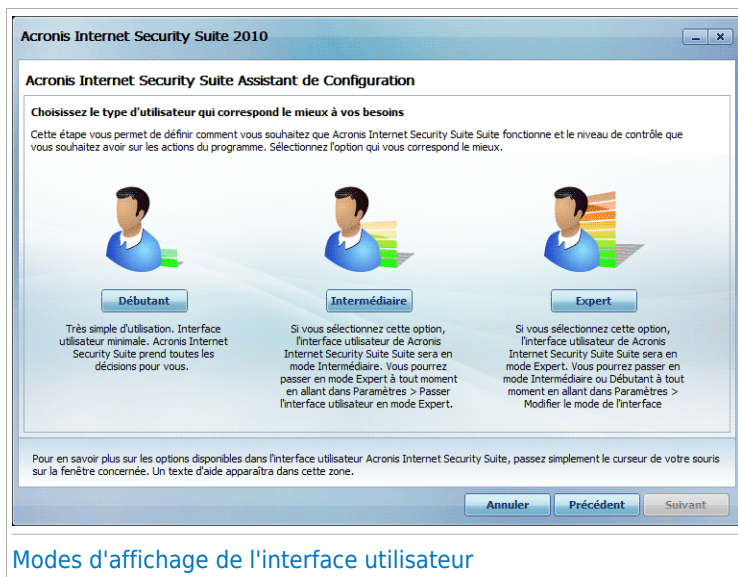 Acronis Internet Security Suite 2010
Acronis Internet Security Suite Assistant de Configuration
Choisissez le type d'utilisateur qui correspond le mieux à vos besoins
Cette étape vous permet de définir comment vous souhaitez que Acronis Internet Security Suite Suite fonctionne et le niveau de contrôle que
vous souhaitez avoir sur les actions du programme. Sélectionnez l'option qui vous correspond le mieux.
Débutant
Très simple d'utilisation. Interface
utilisateur minimale. Acronis Internet
Security Suite prend toutes les
décisions pour vous.
Intermédiaire
Si vous sélectionnez cette option,
l'interface utilisateur de Acronis
Internet Security Suite Suite sera en
mode Intermédiaire. Vous pourrez
passer en mode Expert à tout moment
en allant dans Paramètres > Passer
l'interface utilisateur en mode Expert.
Expert
Si vous sélectionnez cette option,
l'interface utilisateur de Acronis
Internet Security Suite Suite sera en
mode Expert. Vous pourrez passer en
mode Intermédiaire ou Débutant à tout
moment en allant dans Paramètres >
Modifier le mode de l'interface
Pour en savoir plus sur les options disponibles dans l'interface utilisateur Acronis Internet Security Suite, passez simplement le curseur de votre souris
sur la fenêtre concernée. Un texte d'aide apparaîtra dans cette zone.
Annuler
Précédent
Suivant
Modes d'affichage de l'interface utilisateur